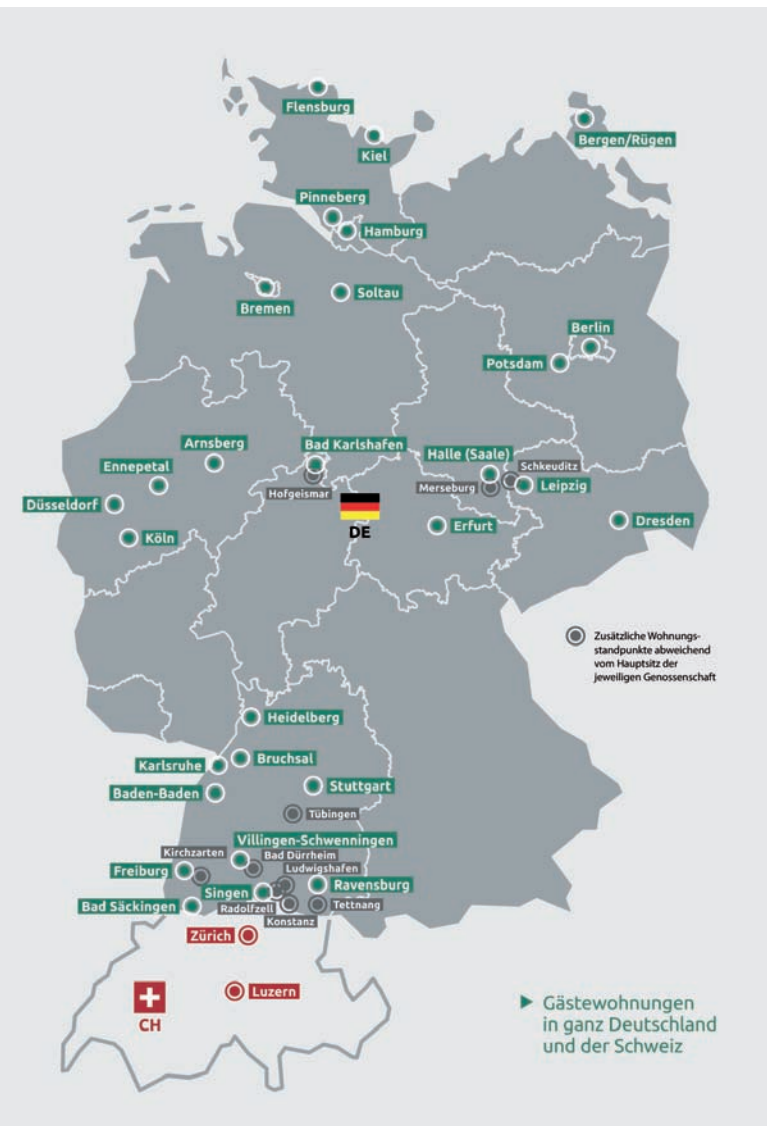 Flensburg
Kiel
Bergen/Rügen
Pinneberg
Hamburg
Bremen
Soltau
Berlin
Potsdam
Arnsberg
Bad Karlshafen
Halle (Saale)
Schkeuditz
Ennepetal
Hofgeismar
Merseburg
Leipzig
Düsseldorf
DE
Erfurt
Dresden
Köln
Zusätzliche Wohnungs-
standpunkte abweichend
vom Hauptsitz der
jeweiligen Genossenschaft
Heidelberg
Karlsruhe
Bruchsal
Baden-Baden
Stuttgart
Tübingen
Villingen-Schwenningen
Kirchzarten
Bad Dürrheim
Freiburg
Ludwigshafen
Singen
Ravensburg
Bad Säckingen
Radolfzell
Tettnang
Konstanz
Zürich
Luzern
CH
Gästewohnungen
in ganz Deutschland
und der Schweiz